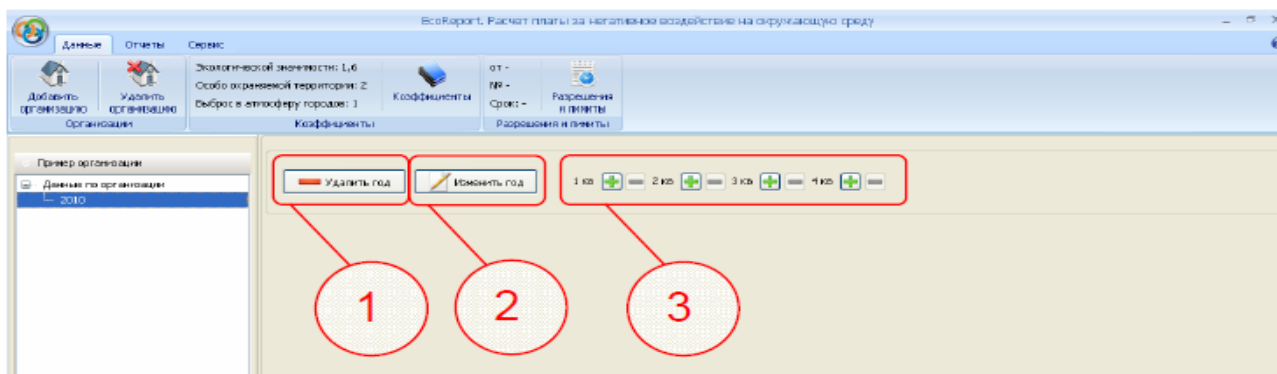 EcoReport. Расчет платы за негативное воздействие на окружающую среду
Данные Отчеты Сервис
Добавить организацию
Удалить организацию
Организации
Экологической значимости: 1,6
Особо охраняемой территории: 2
Выброс в атмосферу городов: 1
Коэффициенты
Коэффициенты
от -
№ -
Срок: -
Разрешения и лимиты
Разрешения и лимиты
Пример организации
Данные по организации
2010
Удалить год
Изменить год
1 кв 2 кв 3 кв 4 кв
1
2
3